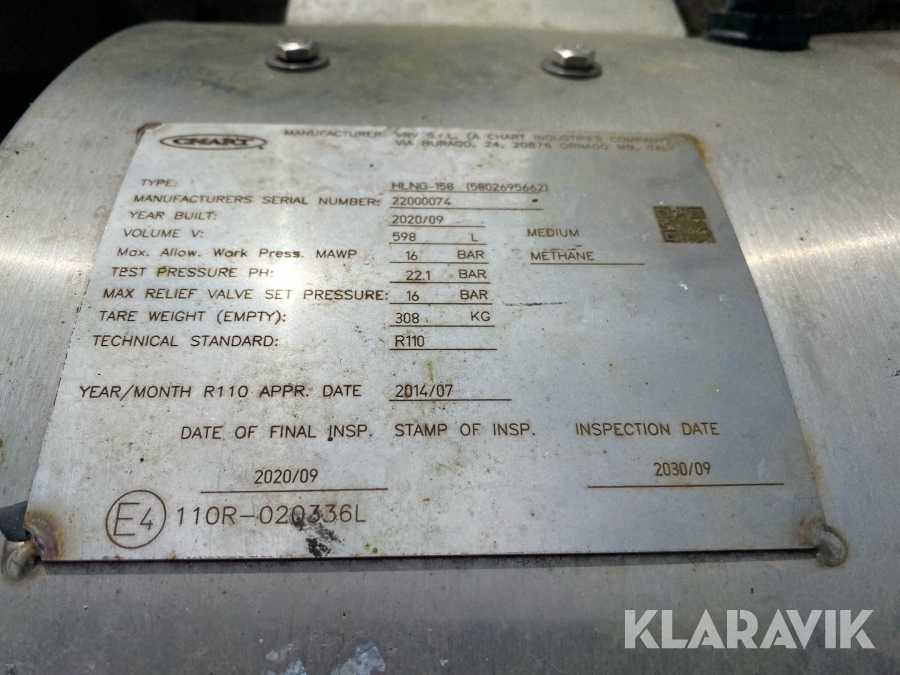 CHART
MANUFACTURER: VRV S.r.L. (A CHART INDUSTRIES COMPANY)
VIA BURAGO, 24, 20876 ORNAGO MB, ITALY
TYPE: HLNG-158 (5802695662)
MANUFACTURERS SERIAL NUMBER: 22000074
YEAR BUILT: 2020/09
VOLUME V: 598 L MEDIUM
Max. Allow. Work Press. MAWP 16 BAR METHANE
TEST PRESSURE PH: 22.1 BAR
MAX RELIEF VALVE SET PRESSURE: 16 BAR
TARE WEIGHT (EMPTY): 308 KG
TECHNICAL STANDARD: R110
YEAR/MONTH R110 APPR. DATE 2014/07
DATE OF FINAL INSP. STAMP OF INSP. INSPECTION DATE
2020/09 2030/09
E4 110R-020336L
KLARAVIK